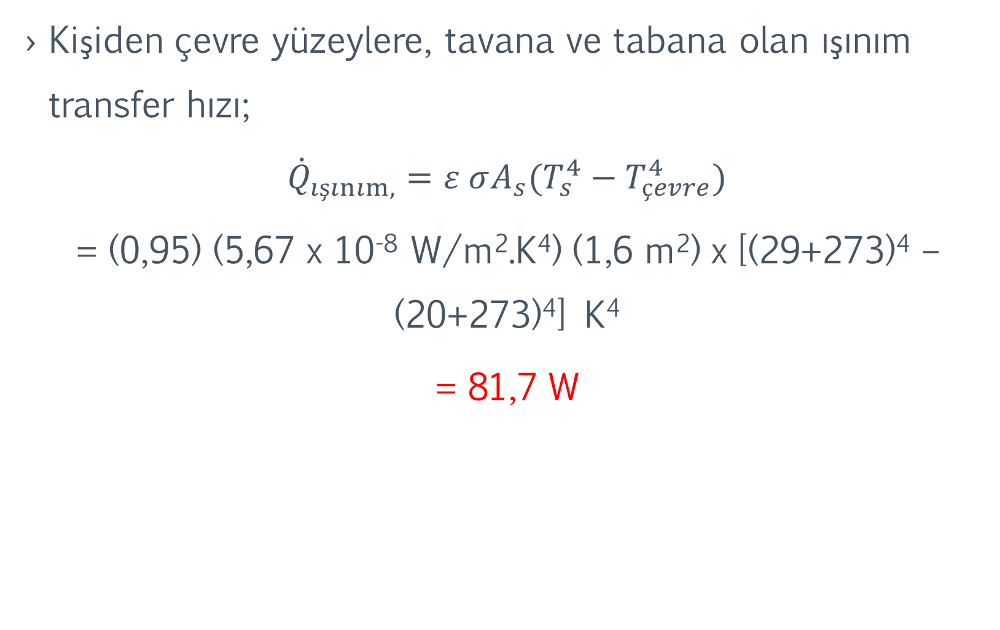 › Kişiden çevre yüzeylere, tavana ve tabana olan ışınım
transfer hızı;
Q̇ışınım, = ε σAₛ(Tₛ⁴ − T⁴çevre)
= (0,95) (5,67 x 10⁻⁸ W/m².K⁴) (1,6 m²) x [(29+273)⁴ –
(20+273)⁴] K⁴
= 81,7 W